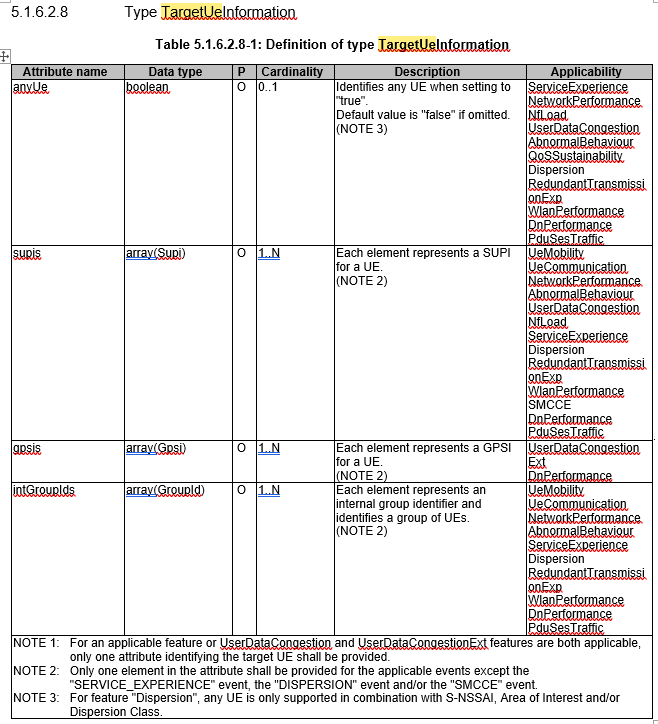 5.1.6.2.8 Type TargetUeInformation
Table 5.1.6.2.8-1: Definition of type TargetUeInformation
Attribute name Data type P Cardinality Description Applicability
anyUe boolean O 0..1 Identifies any UE when setting to
"true".
Default value is "false" if omitted.
(NOTE 3)
ServiceExperience
NetworkPerformance
NfLoad
UserDataCongestion
AbnormalBehaviour
QoSSustainability
Dispersion
RedundantTransmissi
onExp
WlanPerformance
DnPerformance
PduSesTraffic
supis array(Supi) O 1..N Each element represents a SUPI
for a UE.
(NOTE 2)
UeMobility
UeCommunication
NetworkPerformance
AbnormalBehaviour
UserDataCongestion
NfLoad
ServiceExperience
Dispersion
RedundantTransmissi
onExp
WlanPerformance
SMCCE
DnPerformance
PduSesTraffic
gpsis array(Gpsi) O 1..N Each element represents a GPSI
for a UE.
(NOTE 2)
UserDataCongestion
Ext
DnPerformance
intGroupIds array(GroupId) O 1..N Each element represents an
internal group identifier and
identifies a group of UEs.
(NOTE 2)
UeMobility
UeCommunication
NetworkPerformance
AbnormalBehaviour
ServiceExperience
Dispersion
RedundantTransmissi
onExp
WlanPerformance
DnPerformance
PduSesTraffic
NOTE 1: For an applicable feature or UserDataCongestion and UserDataCongestionExt features are both applicable,
only one attribute identifying the target UE shall be provided.
NOTE 2: Only one element in the attribute shall be provided for the applicable events except the
"SERVICE_EXPERIENCE" event, the "DISPERSION" event and/or the "SMCCE" event.
NOTE 3: For feature "Dispersion", any UE is only supported in combination with S-NSSAI, Area of Interest and/or
Dispersion Class.